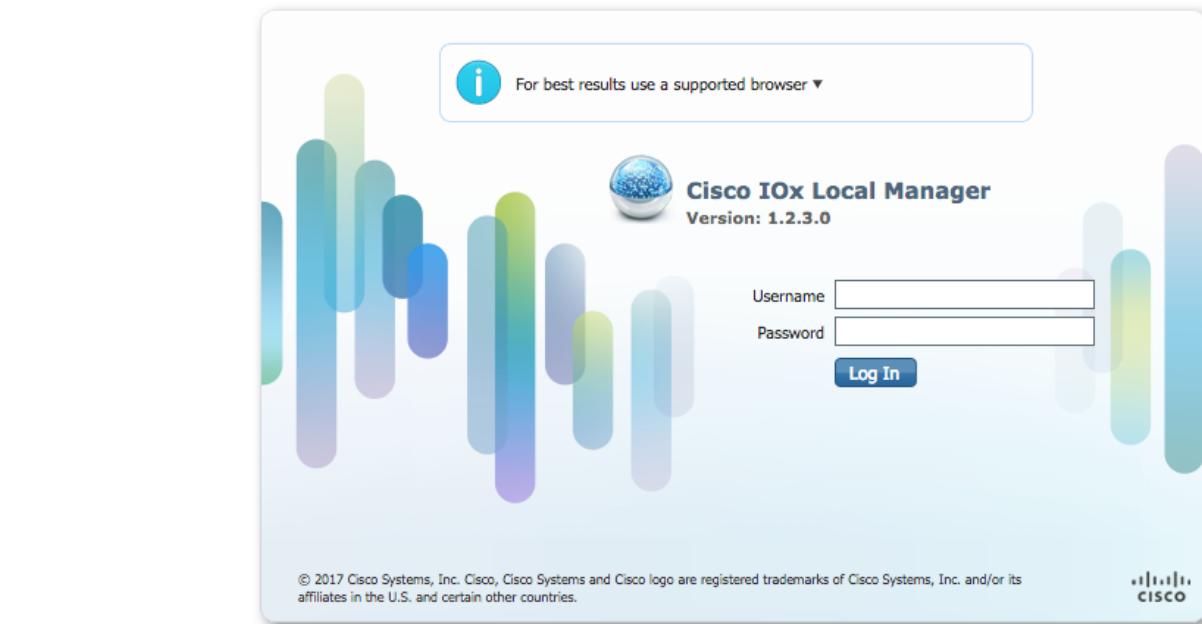 i
For best results use a supported browser ▼
Cisco IOx Local Manager
Version: 1.2.3.0
Username
Password
Log In
© 2017 Cisco Systems, Inc. Cisco, Cisco Systems and Cisco logo are registered trademarks of Cisco Systems, Inc. and/or its
affiliates in the U.S. and certain other countries.
CISCO